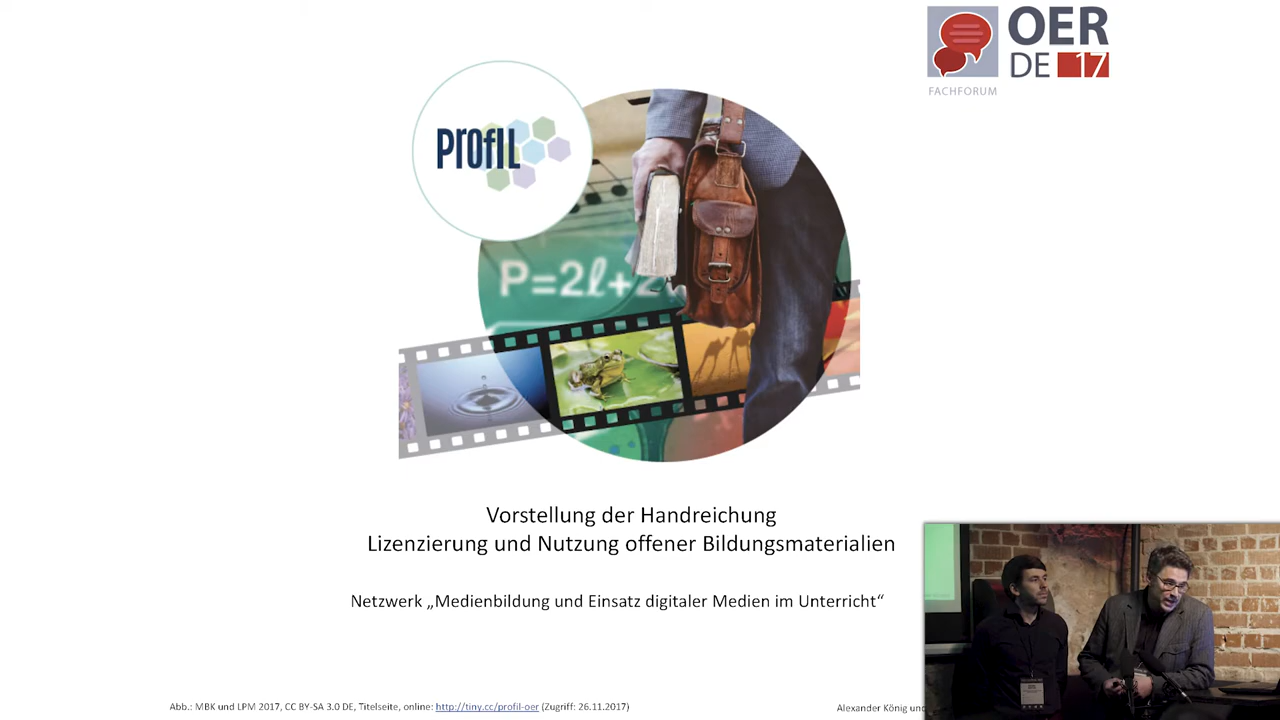 OER
DE 17
FACHFORUM
ProfIL
P=2ℓ+2
Vorstellung der Handreichung
Lizenzierung und Nutzung offener Bildungsmaterialien
Netzwerk „Medienbildung und Einsatz digitaler Medien im Unterricht“
Abb.: MBK und LPM 2017, CC BY-SA 3.0 DE, Titelseite, online: http://tiny.cc/profil-oer (Zugriff: 26.11.2017)
Alexander König und